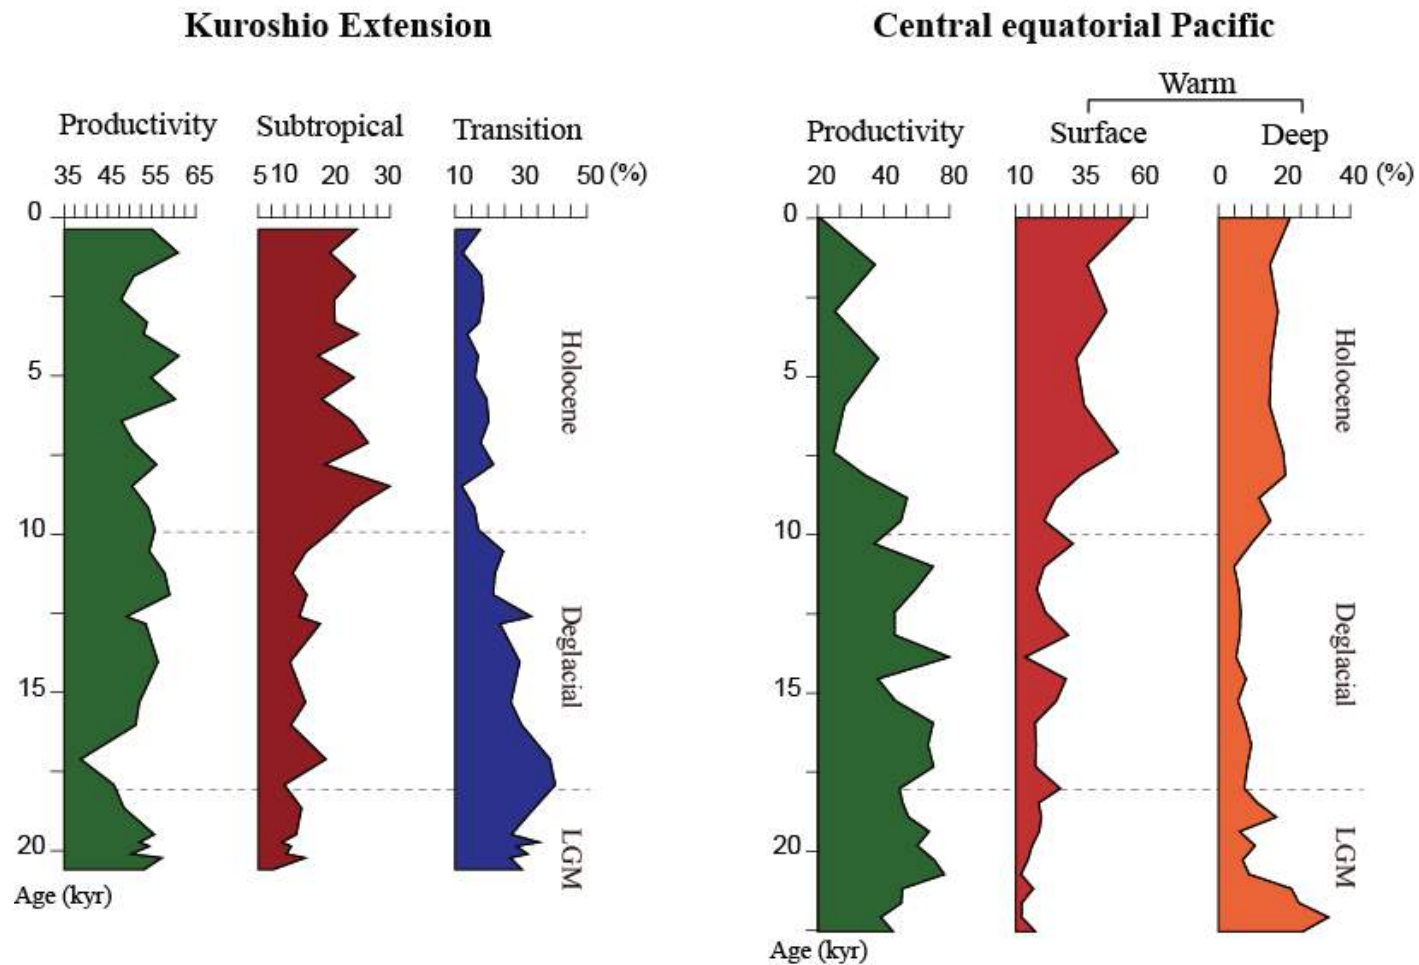 Kuroshio Extension
Central equatorial Pacific
Warm
Productivity Subtropical Transition
Productivity Surface Deep
35 45 55 65 5 10 20 30 10 30 50 (%)
20 40 80 10 35 60 0 20 40 (%)
0
5
10
15
20
Age (kyr)
Holocene
Deglacial
LGM
0
5
10
15
20
Age (kyr)
Holocene
Deglacial
LGM